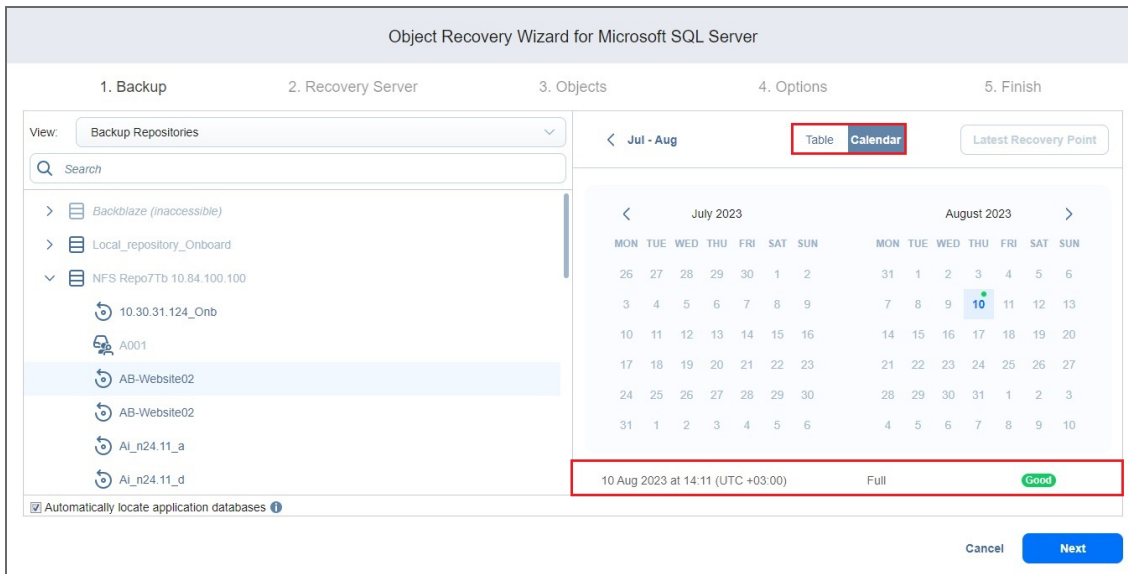 Object Recovery Wizard for Microsoft SQL Server
1. Backup 2. Recovery Server 3. Objects 4. Options 5. Finish
View: Backup Repositories
Search
Backblaze (inaccessible)
Local_repository_Onboard
NFS Repo7Tb 10.84.100.100
10.30.31.124_Onb
A001
AB-Website02
AB-Website02
Ai_n24.11_a
Ai_n24.11_d
Automatically locate application databases
Jul - Aug Table Calendar Latest Recovery Point
July 2023
MON TUE WED THU FRI SAT SUN
26 27 28 29 30 1 2
3 4 5 6 7 8 9
10 11 12 13 14 15 16
17 18 19 20 21 22 23
24 25 26 27 28 29 30
31 1 2 3 4 5 6
August 2023
MON TUE WED THU FRI SAT SUN
31 1 2 3 4 5 6
7 8 9 10 11 12 13
14 15 16 17 18 19 20
21 22 23 24 25 26 27
28 29 30 31 1 2 3
4 5 6 7 8 9 10
10 Aug 2023 at 14:11 (UTC +03:00) Full Good
Cancel Next